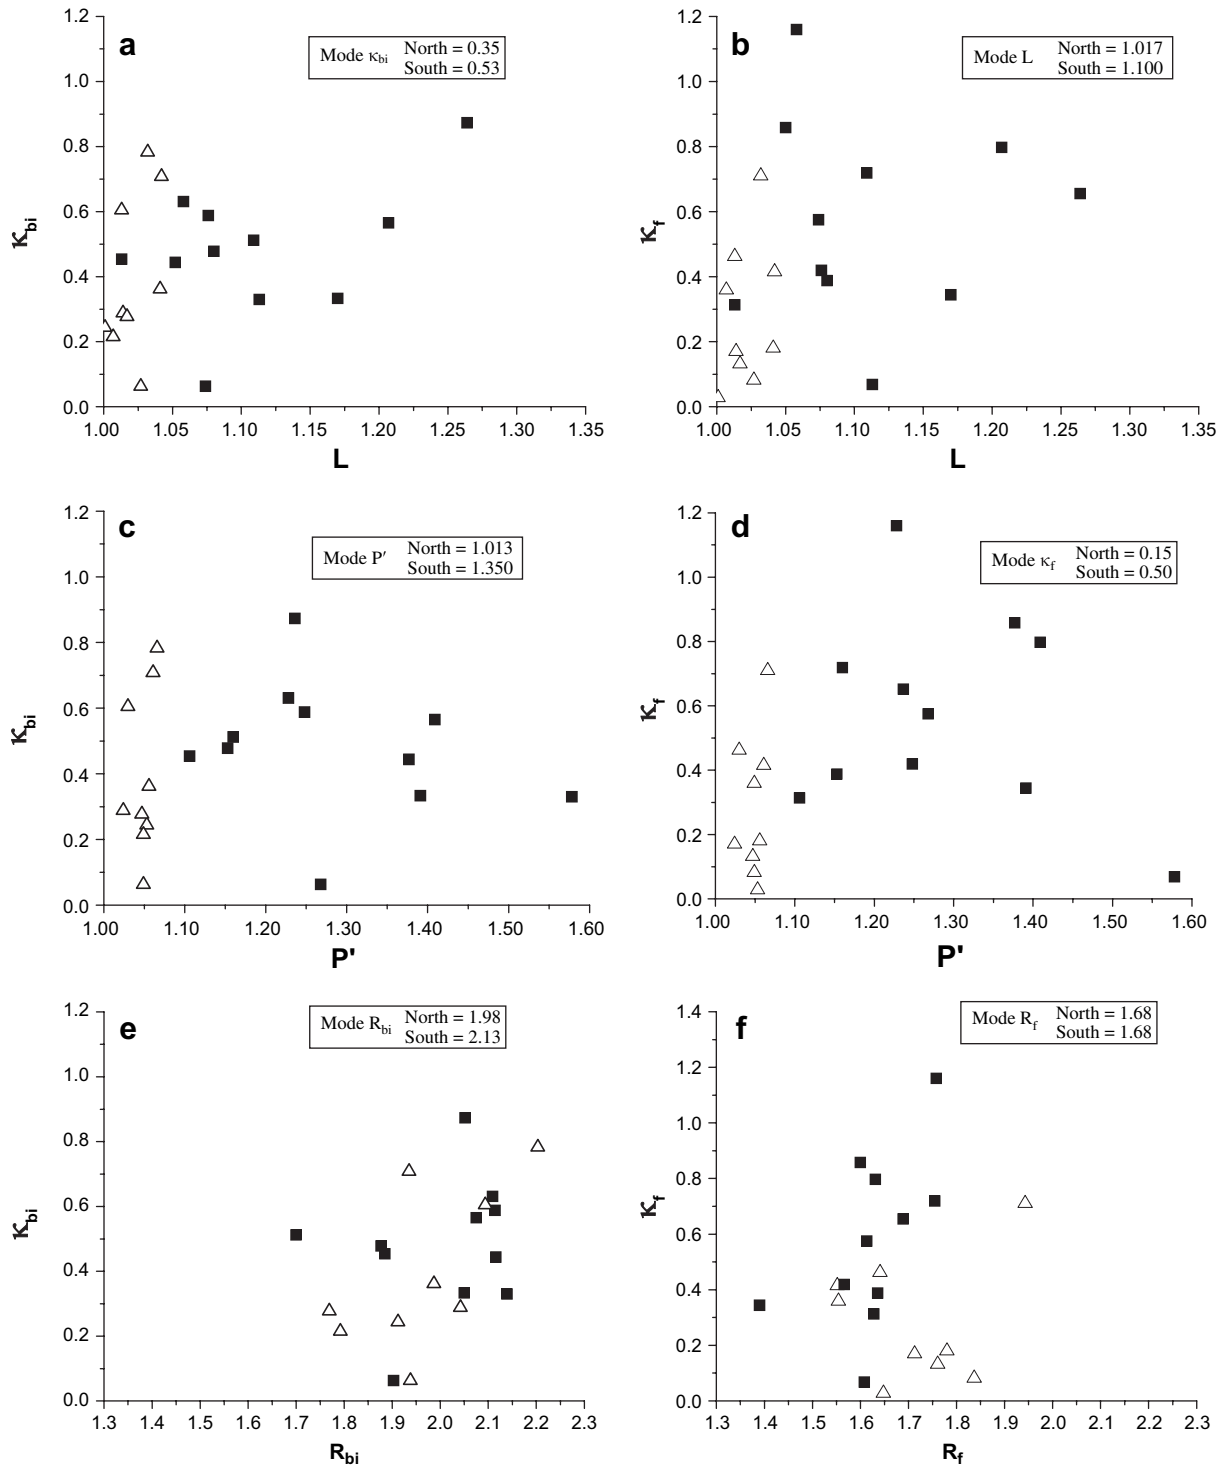 a
Mode κbi North = 0.35
South = 0.53
κbi
1.2
1.0
0.8
0.6
0.4
0.2
0.0
1.00 1.05 1.10 1.15 1.20 1.25 1.30 1.35
L
b
Mode L North = 1.017
South = 1.100
κf
1.2
1.0
0.8
0.6
0.4
0.2
0.0
1.00 1.05 1.10 1.15 1.20 1.25 1.30 1.35
L
c
Mode P' North = 1.013
South = 1.350
κbi
1.2
1.0
0.8
0.6
0.4
0.2
0.0
1.00 1.10 1.20 1.30 1.40 1.50 1.60
P'
d
Mode κf North = 0.15
South = 0.50
κf
1.2
1.0
0.8
0.6
0.4
0.2
0.0
1.00 1.10 1.20 1.30 1.40 1.50 1.60
P'
e
Mode Rbi North = 1.98
South = 2.13
κbi
1.2
1.0
0.8
0.6
0.4
0.2
0.0
1.3 1.4 1.5 1.6 1.7 1.8 1.9 2.0 2.1 2.2 2.3
Rbi
f
Mode Rf North = 1.68
South = 1.68
κf
1.4
1.2
1.0
0.8
0.6
0.4
0.2
0.0
1.3 1.4 1.5 1.6 1.7 1.8 1.9 2.0 2.1 2.2 2.3
Rf